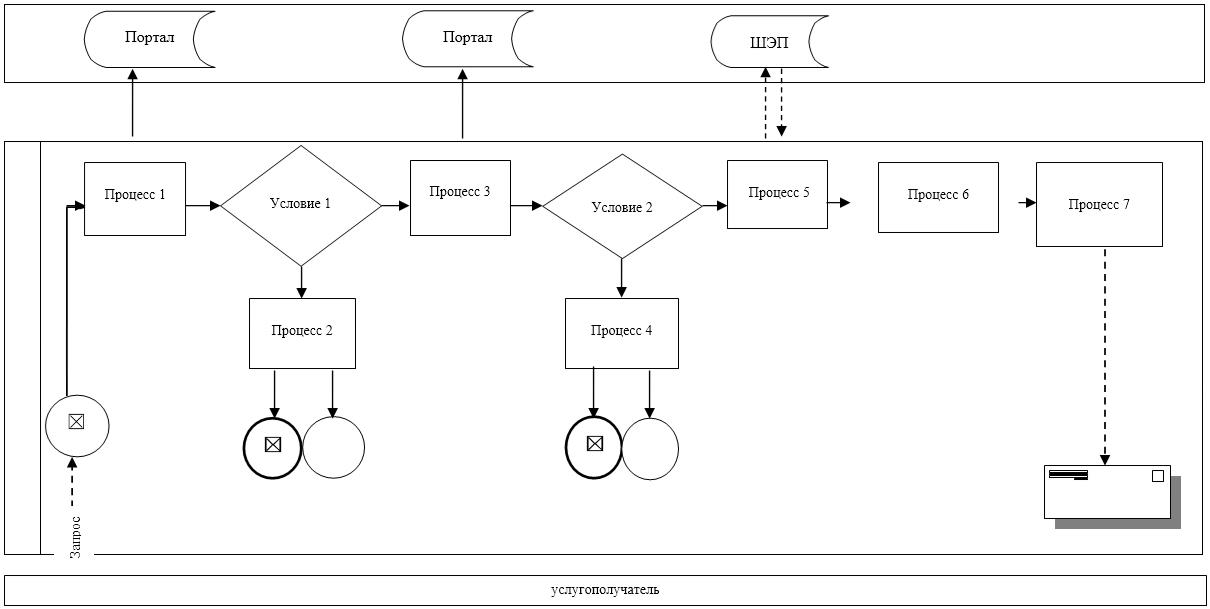 Портал
Портал
ШЭП
Процесс 1
Условие 1
Процесс 3
Условие 2
Процесс 5
Процесс 6
Процесс 7
Процесс 2
Процесс 4
Запрос
услугополучатель